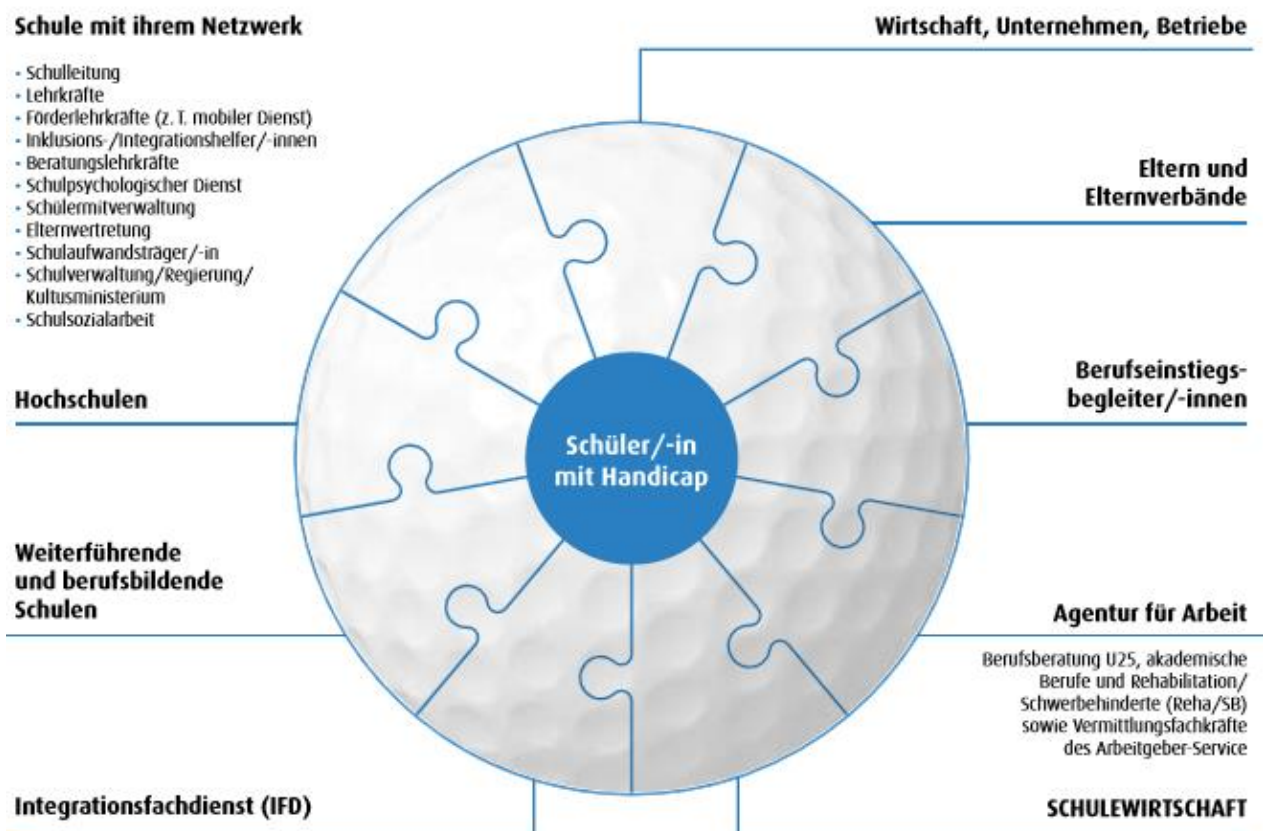 Schule mit ihrem Netzwerk
- Schulleitung
- Lehrkräfte
- Förderlehrkräfte (z. T. mobiler Dienst)
- Inklusions-/Integrationshelfer/-innen
- Beratungslehrkräfte
- Schulpsychologischer Dienst
- Schülermitverwaltung
- Elternvertretung
- Schulaufwandsträger/-in
- Schulverwaltung/Regierung/
Kultusministerium
- Schulsozialarbeit
Hochschulen
Weiterführende
und berufsbildende
Schulen
Integrationsfachdienst (IFD)
Schüler/-in
mit Handicap
Wirtschaft, Unternehmen, Betriebe
Eltern und
Elternverbände
Berufseinstiegs-
begleiter/-innen
Agentur für Arbeit
Berufsberatung U25, akademische
Berufe und Rehabilitation/
Schwerbehinderte (Reha/SB)
sowie Vermittlungsfachkräfte
des Arbeitgeber-Service
SCHULEWIRTSCHAFT